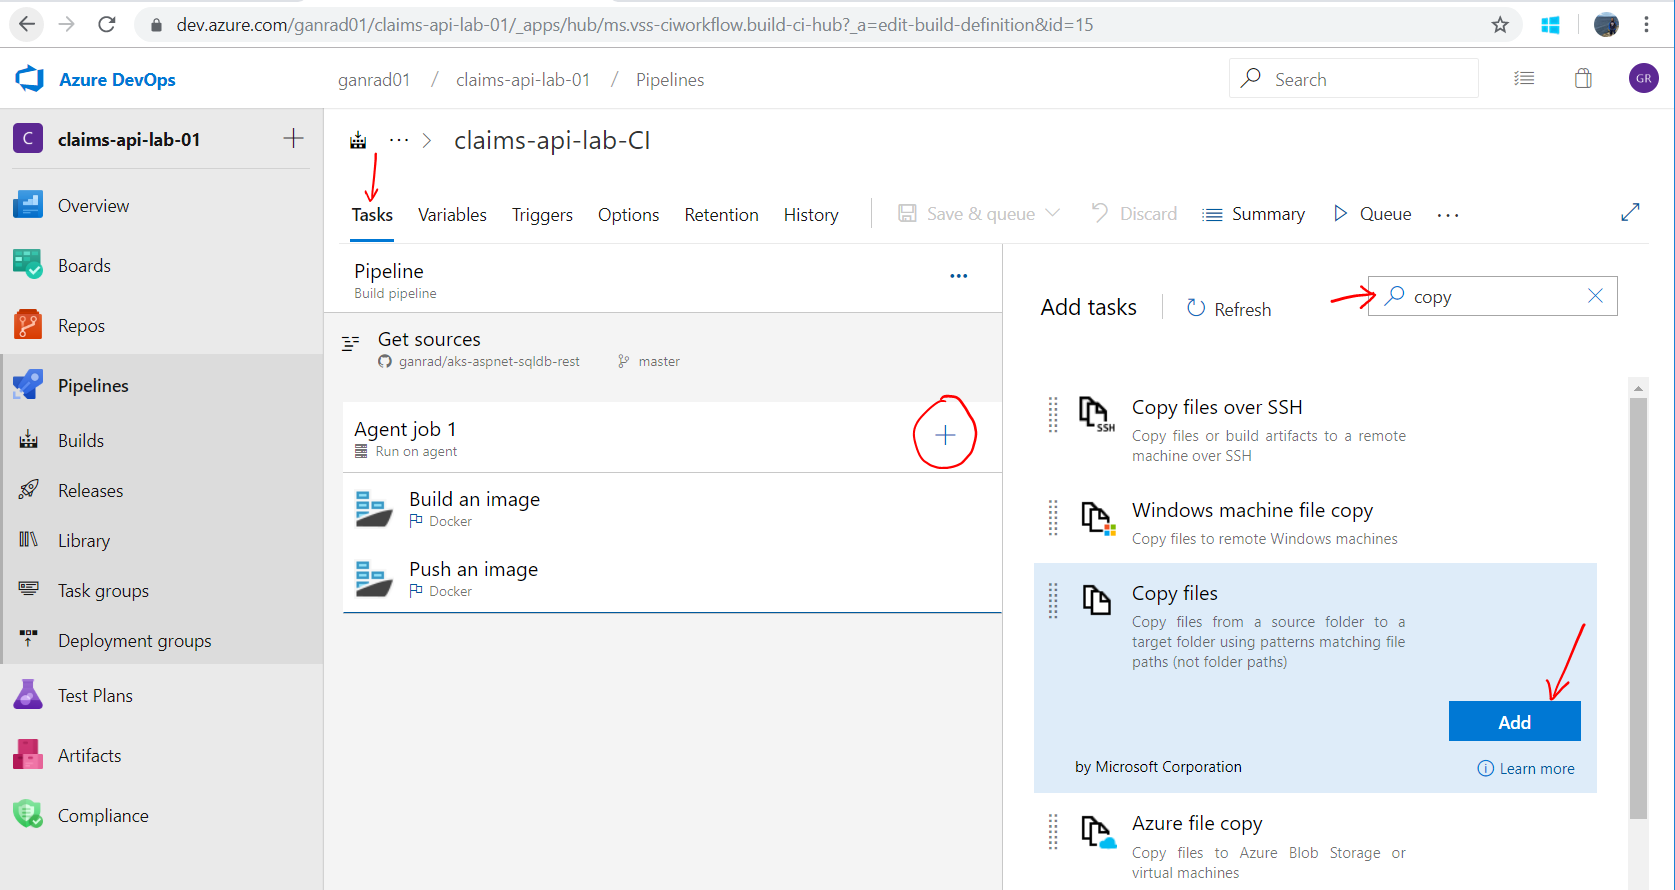 dev.azure.com/ganrad01/claims-api-lab-01/_apps/hub/ms.vss-ciworkflow.build-ci-hub?_a=edit-build-definition&id=15
Azure DevOps
ganrad01 / claims-api-lab-01 / Pipelines
Search
GR
C
claims-api-lab-01
Overview
Boards
Repos
Pipelines
Builds
Releases
Library
Task groups
Deployment groups
Test Plans
Artifacts
Compliance
··· > claims-api-lab-CI
Tasks Variables Triggers Options Retention History Save & queue Discard Summary Queue ···
Pipeline
Build pipeline
Get sources
ganrad/aks-aspnet-sqldb-rest master
Agent job 1
Run on agent
Build an image
Docker
Push an image
Docker
Add tasks
Refresh
copy
Copy files over SSH
SSH
Copy files or build artifacts to a remote
machine over SSH
Windows machine file copy
Copy files to remote Windows machines
Copy files
Copy files from a source folder to a
target folder using patterns matching file
paths (not folder paths)
Add
by Microsoft Corporation
Learn more
Azure file copy
Copy files to Azure Blob Storage or
virtual machines